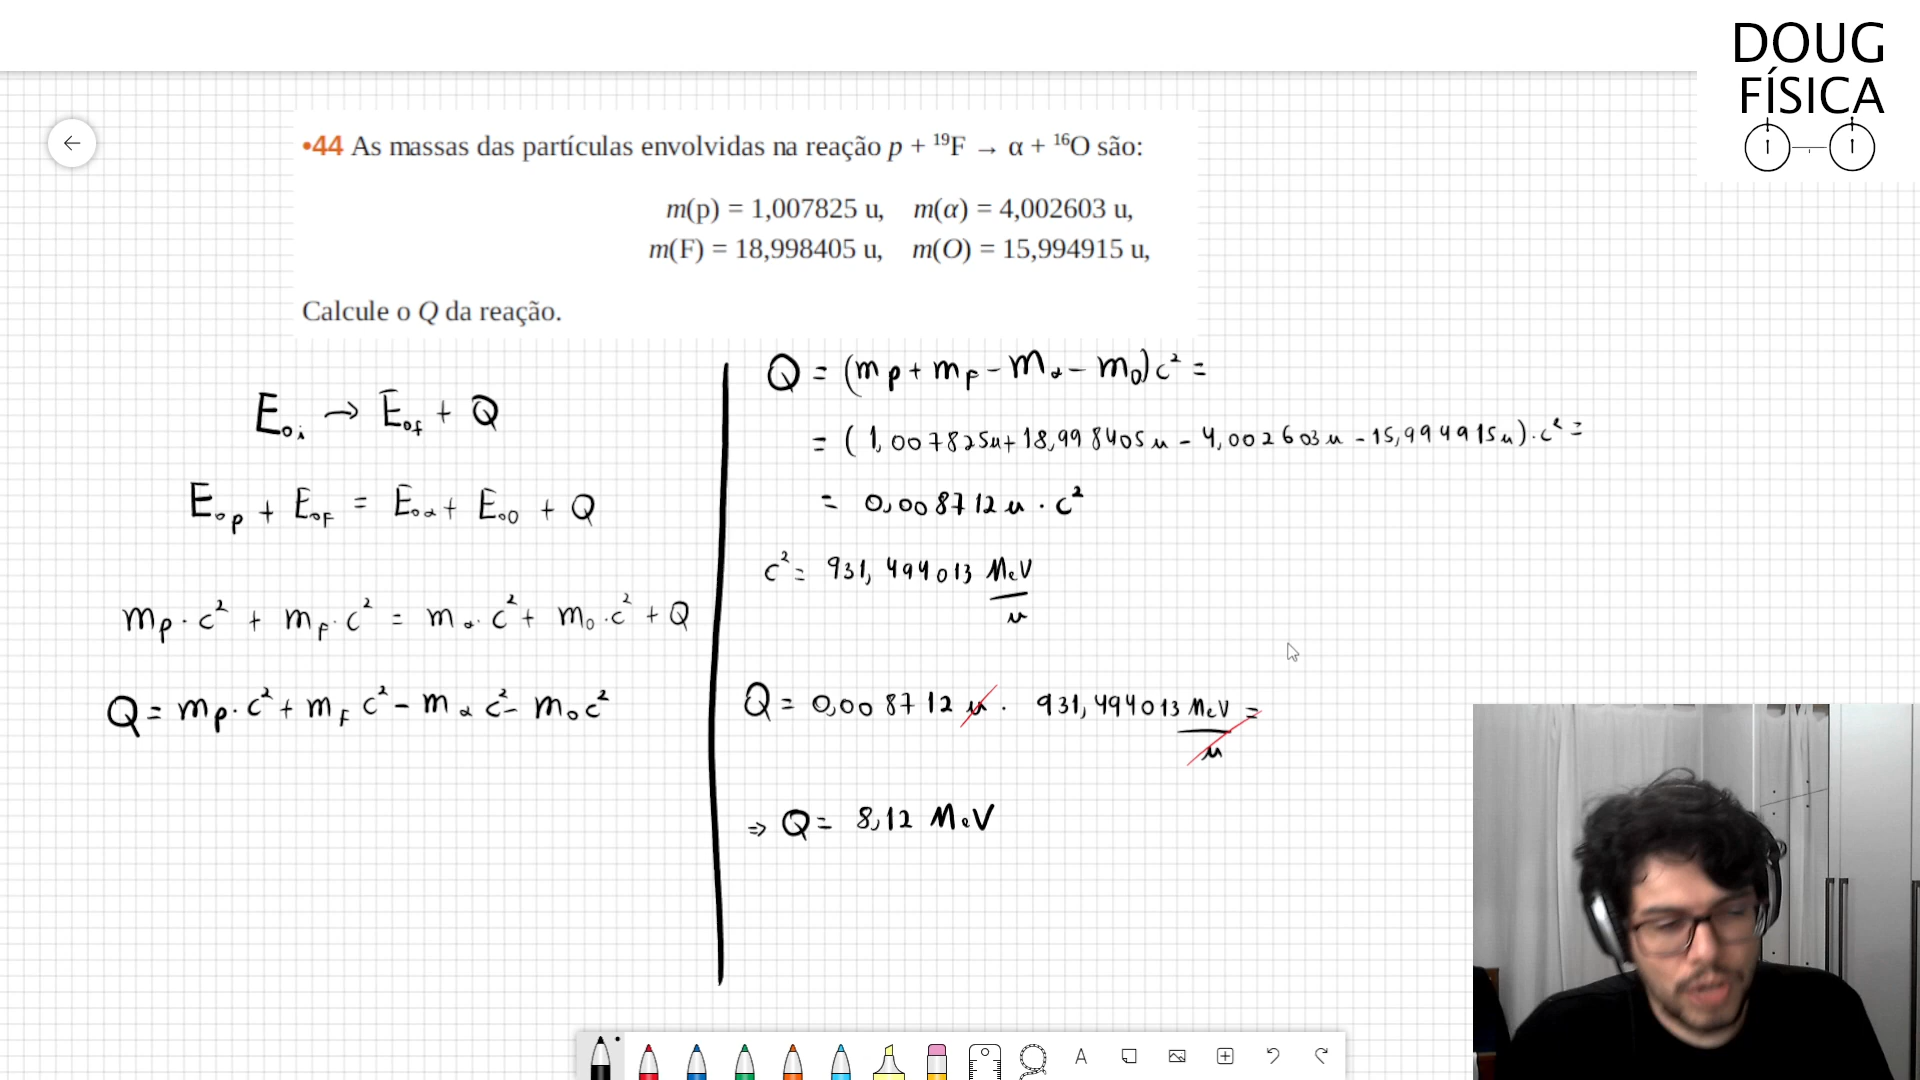 DOUG
FÍSICA
•44 As massas das partículas envolvidas na reação p + ¹⁹F → α + ¹⁶O são:
m(p) = 1,007825 u, m(α) = 4,002603 u,
m(F) = 18,998405 u, m(O) = 15,994915 u,
Calcule o Q da reação.
E₀ᵢ → E₀f + Q
E₀p + E₀F = E₀α + E₀O + Q
mp · c² + mF · c² = mα · c² + mO · c² + Q
Q = mp · c² + mF c² - mα c² - mO c²
Q = (mp + mF - mα - mO) c² =
= (1,007825u + 18,998405u - 4,002603u - 15,994915u) · c² =
= 0,008712 u · c²
c² = 931,494013 MeV/u
Q = 0,008712 u · 931,494013 MeV/u =
⇒ Q = 8,12 MeV
A